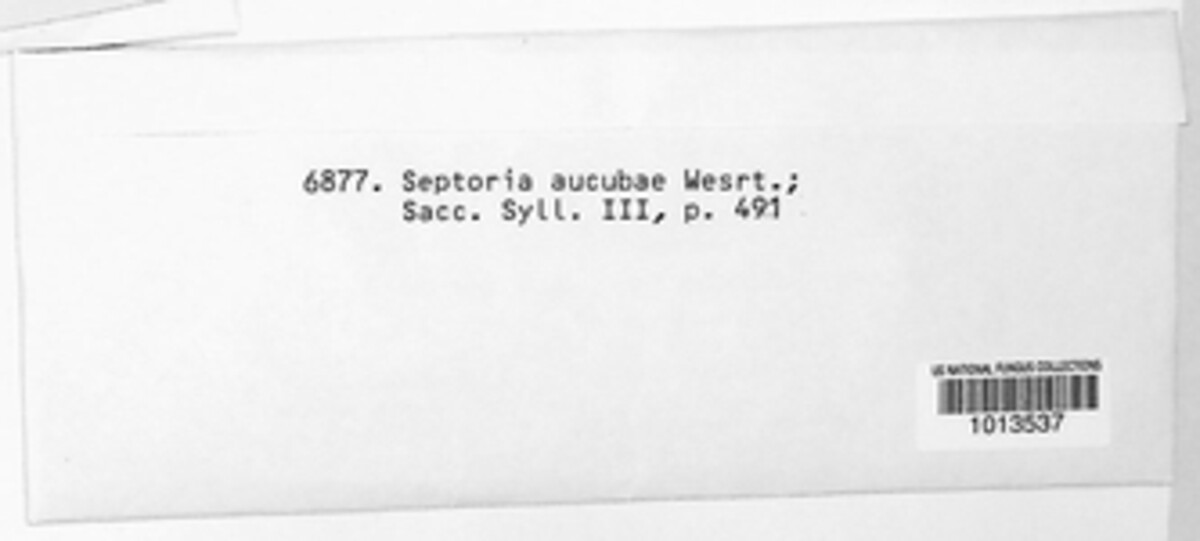 6877. Septoria aucubae Wesrt.;
Sacc. Syll. III, p. 491
US NATIONAL FUNGUS COLLECTIONS
1013537